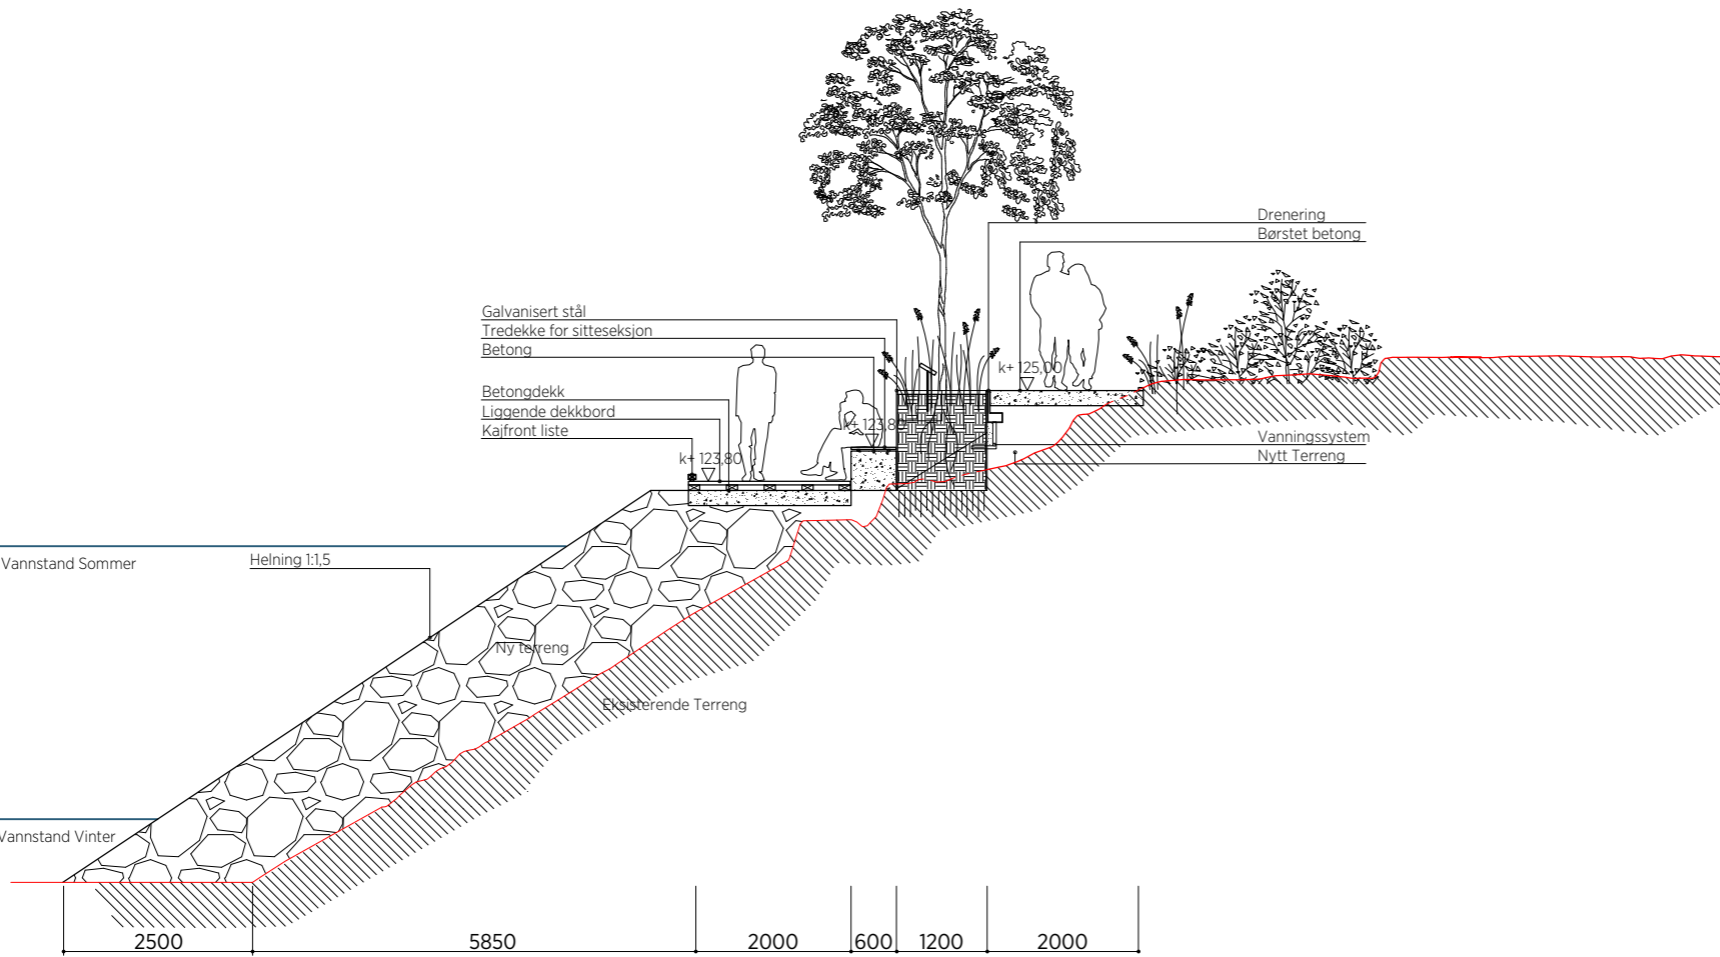 Drenering
Børstet betong
Galvanisert stål
Tredekke for sitteseksjon
Betong
k+ 125,00
Betongdekk
Liggende dekkbord
Kajfront liste
k+ 123,80
k+ 123,80
Vanningssystem
Nytt Terreng
Vannstand Sommer
Helning 1:1,5
Ny terreng
Eksisterende Terreng
Vannstand Vinter
2500 5850 2000 600 1200 2000